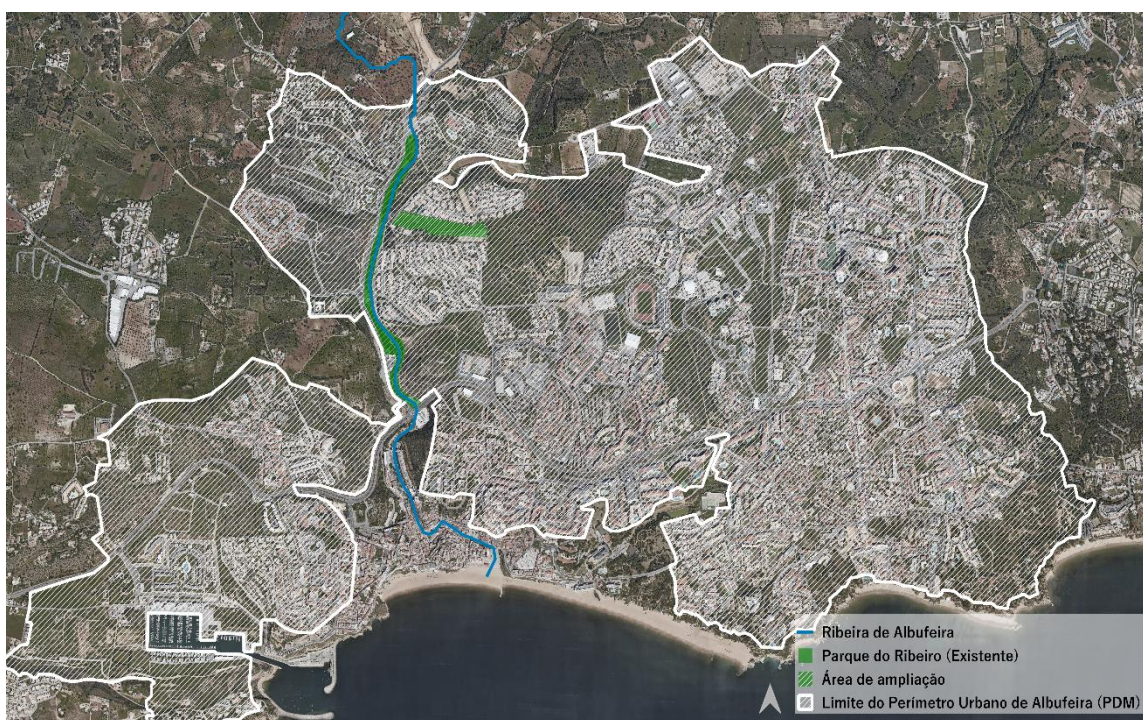 Ribeira de Albufeira
Parque do Ribeiro (Existente)
Área de ampliação
Limite do Perímetro Urbano de Albufeira (PDM)